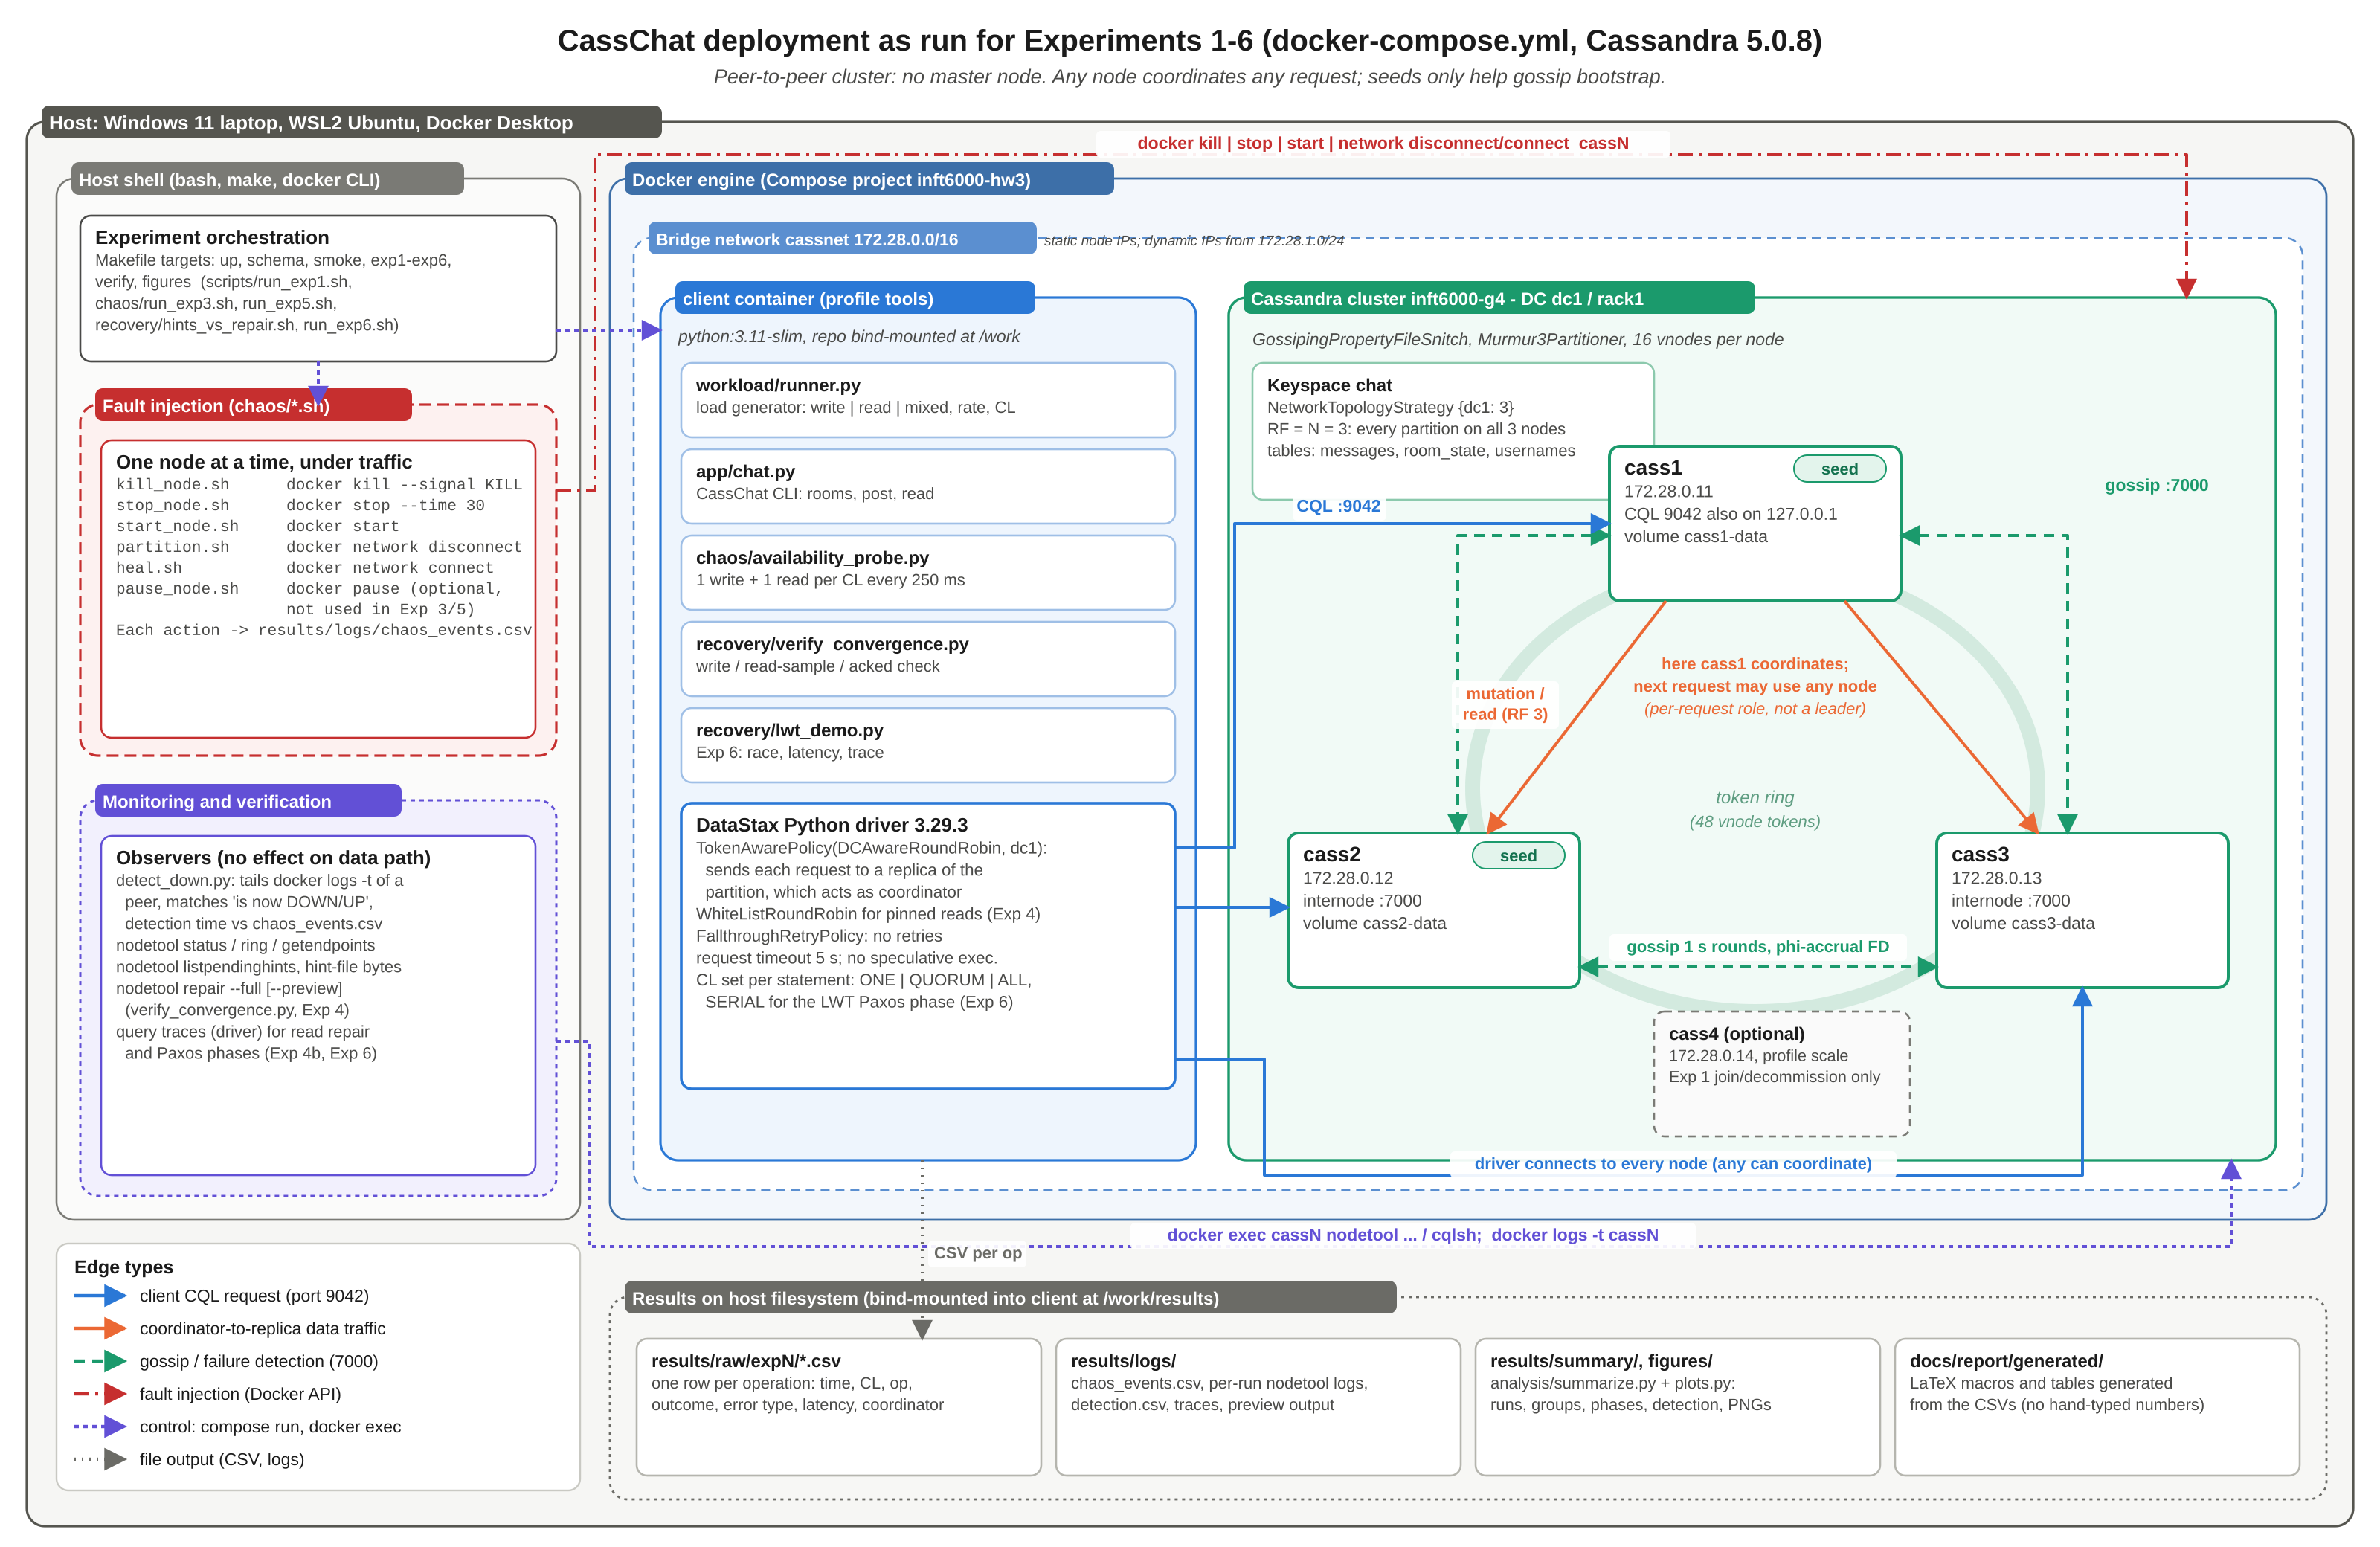 CassChat deployment as run for Experiments 1-6 (docker-compose.yml, Cassandra 5.0.8)
Peer-to-peer cluster: no master node. Any node coordinates any request; seeds only help gossip bootstrap.
Host: Windows 11 laptop, WSL2 Ubuntu, Docker Desktop
docker kill | stop | start | network disconnect/connect  cassN
Host shell (bash, make, docker CLI)
Experiment orchestration
Makefile targets: up, schema, smoke, exp1-exp6,
verify, figures  (scripts/run_exp1.sh,
chaos/run_exp3.sh, run_exp5.sh,
recovery/hints_vs_repair.sh, run_exp6.sh)
Fault injection (chaos/*.sh)
One node at a time, under traffic
kill_node.sh      docker kill --signal KILL
stop_node.sh      docker stop --time 30
start_node.sh     docker start
partition.sh      docker network disconnect
heal.sh           docker network connect
pause_node.sh     docker pause (optional,
not used in Exp 3/5)
Each action -> results/logs/chaos_events.csv
Monitoring and verification
Observers (no effect on data path)
detect_down.py: tails docker logs -t of a
peer, matches 'is now DOWN/UP',
detection time vs chaos_events.csv
nodetool status / ring / getendpoints
nodetool listpendinghints, hint-file bytes
nodetool repair --full [--preview]
(verify_convergence.py, Exp 4)
query traces (driver) for read repair
and Paxos phases (Exp 4b, Exp 6)
Docker engine (Compose project inft6000-hw3)
Bridge network cassnet 172.28.0.0/16
static node IPs; dynamic IPs from 172.28.1.0/24
client container (profile tools)
python:3.11-slim, repo bind-mounted at /work
workload/runner.py
load generator: write | read | mixed, rate, CL
app/chat.py
CassChat CLI: rooms, post, read
chaos/availability_probe.py
1 write + 1 read per CL every 250 ms
recovery/verify_convergence.py
write / read-sample / acked check
recovery/lwt_demo.py
Exp 6: race, latency, trace
DataStax Python driver 3.29.3
TokenAwarePolicy(DCAwareRoundRobin, dc1):
sends each request to a replica of the
partition, which acts as coordinator
WhiteListRoundRobin for pinned reads (Exp 4)
FallthroughRetryPolicy: no retries
request timeout 5 s; no speculative exec.
CL set per statement: ONE | QUORUM | ALL,
SERIAL for the LWT Paxos phase (Exp 6)
Cassandra cluster inft6000-g4 - DC dc1 / rack1
GossipingPropertyFileSnitch, Murmur3Partitioner, 16 vnodes per node
Keyspace chat
NetworkTopologyStrategy {dc1: 3}
RF = N = 3: every partition on all 3 nodes
tables: messages, room_state, usernames
CQL :9042
cass1
seed
172.28.0.11
CQL 9042 also on 127.0.0.1
volume cass1-data
gossip :7000
mutation /
read (RF 3)
here cass1 coordinates;
next request may use any node
(per-request role, not a leader)
token ring
(48 vnode tokens)
cass2
seed
172.28.0.12
internode :7000
volume cass2-data
gossip 1 s rounds, phi-accrual FD
cass3
172.28.0.13
internode :7000
volume cass3-data
cass4 (optional)
172.28.0.14, profile scale
Exp 1 join/decommission only
driver connects to every node (any can coordinate)
docker exec cassN nodetool ... / cqlsh;  docker logs -t cassN
CSV per op
Edge types
client CQL request (port 9042)
coordinator-to-replica data traffic
gossip / failure detection (7000)
fault injection (Docker API)
control: compose run, docker exec
file output (CSV, logs)
Results on host filesystem (bind-mounted into client at /work/results)
results/raw/expN/*.csv
one row per operation: time, CL, op,
outcome, error type, latency, coordinator
results/logs/
chaos_events.csv, per-run nodetool logs,
detection.csv, traces, preview output
results/summary/, figures/
analysis/summarize.py + plots.py:
runs, groups, phases, detection, PNGs
docs/report/generated/
LaTeX macros and tables generated
from the CSVs (no hand-typed numbers)